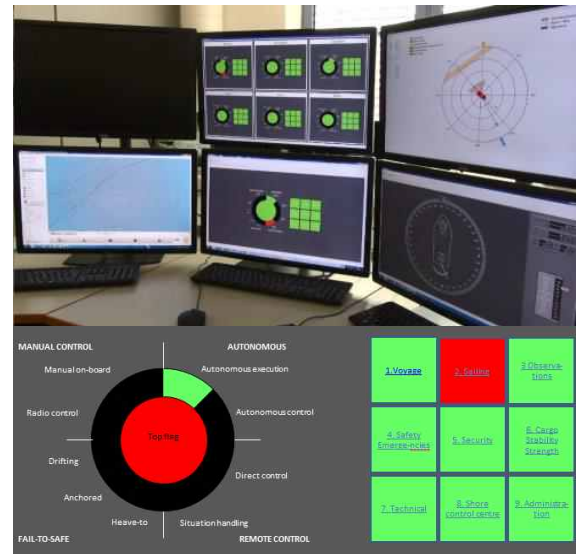 MANUAL CONTROL
AUTONOMOUS
Manual on-board
Autonomous execution
Radio control
Autonomous control
Top flag
Drifting
Direct control
Anchored
Heave-to
Situation handling
FAIL-TO-SAFE
REMOTE CONTROL
1. Voyage
2. Sailing
3 Observa-
tions
4. Safety
Emerge-ncies
5. Security
6. Cargo
Stability
Strength
7. Technical
8. Shore
control centre
9. Administra-
tion